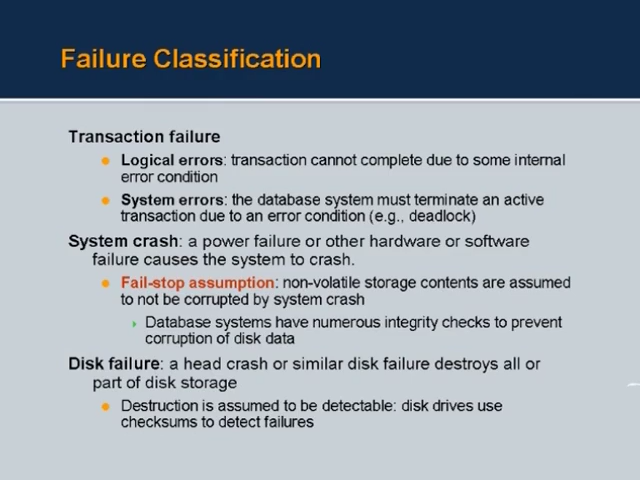 Failure Classification
Transaction failure
Logical errors: transaction cannot complete due to some internal
error condition
System errors: the database system must terminate an active
transaction due to an error condition (e.g., deadlock)
System crash: a power failure or other hardware or software
failure causes the system to crash.
Fail-stop assumption: non-volatile storage contents are assumed
to not be corrupted by system crash
Database systems have numerous integrity checks to prevent
corruption of disk data
Disk failure: a head crash or similar disk failure destroys all or
part of disk storage
Destruction is assumed to be detectable: disk drives use
checksums to detect failures